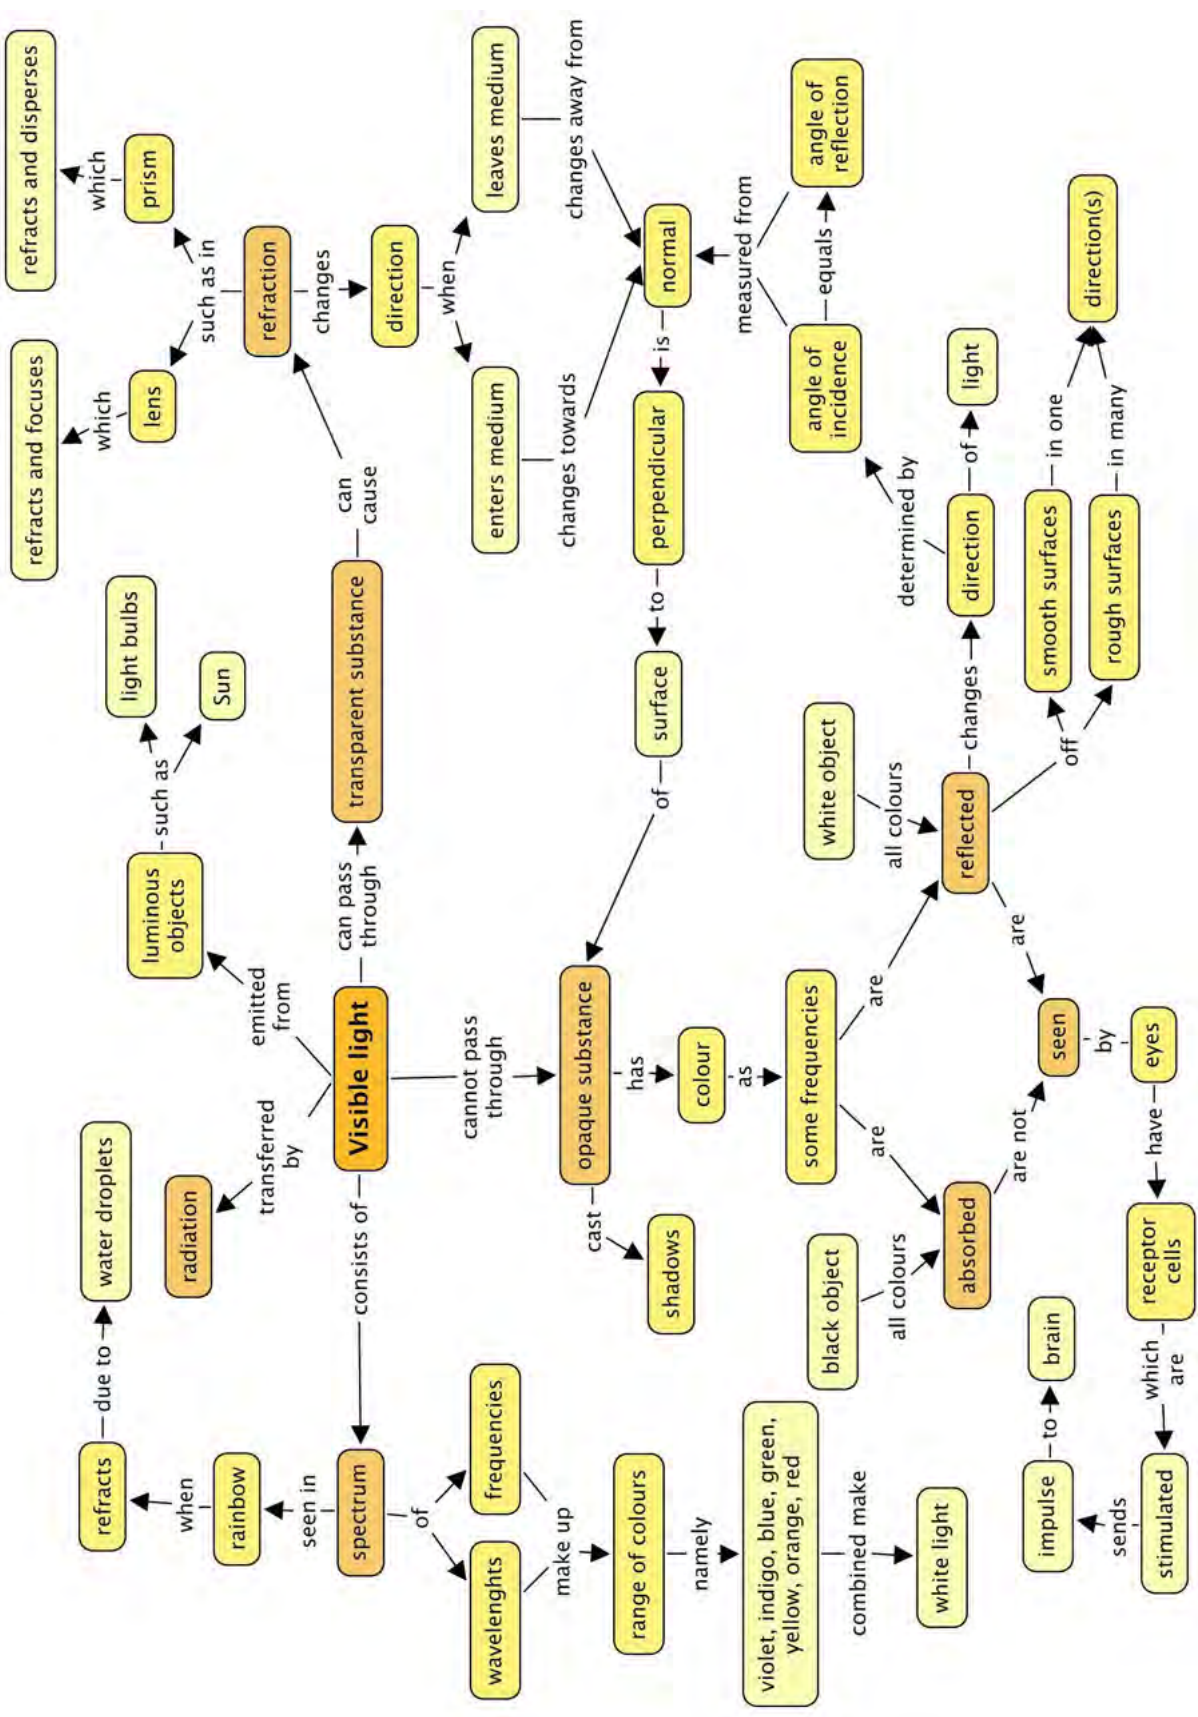 refracts and focuses
refracts and disperses
refracts
due to
water droplets
light bulbs
which
which
lens
prism
when
radiation
luminous
objects
such as
Sun
such as in
rainbow
transferred
by
emitted
from
refraction
seen in
changes
spectrum
consists of
Visible light
can pass
through
transparent substance
can
cause
direction
of
when
wavelenghts
frequencies
cannot pass
through
enters medium
leaves medium
make up
cast
opaque substance
changes towards
changes away from
range of colours
has
of
surface
to
perpendicular
is
normal
shadows
namely
colour
as
measured from
violet, indigo, blue, green,
yellow, orange, red
black object
some frequencies
white object
angle of
incidence
equals
angle of
reflection
combined make
all colours
are
are
all colours
determined by
white light
absorbed
reflected
changes
direction
of
light
are not
are
impulse
to
brain
seen
off
smooth surfaces
in one
direction(s)
sends
by
rough surfaces
in many
stimulated
which
are
receptor
cells
have
eyes